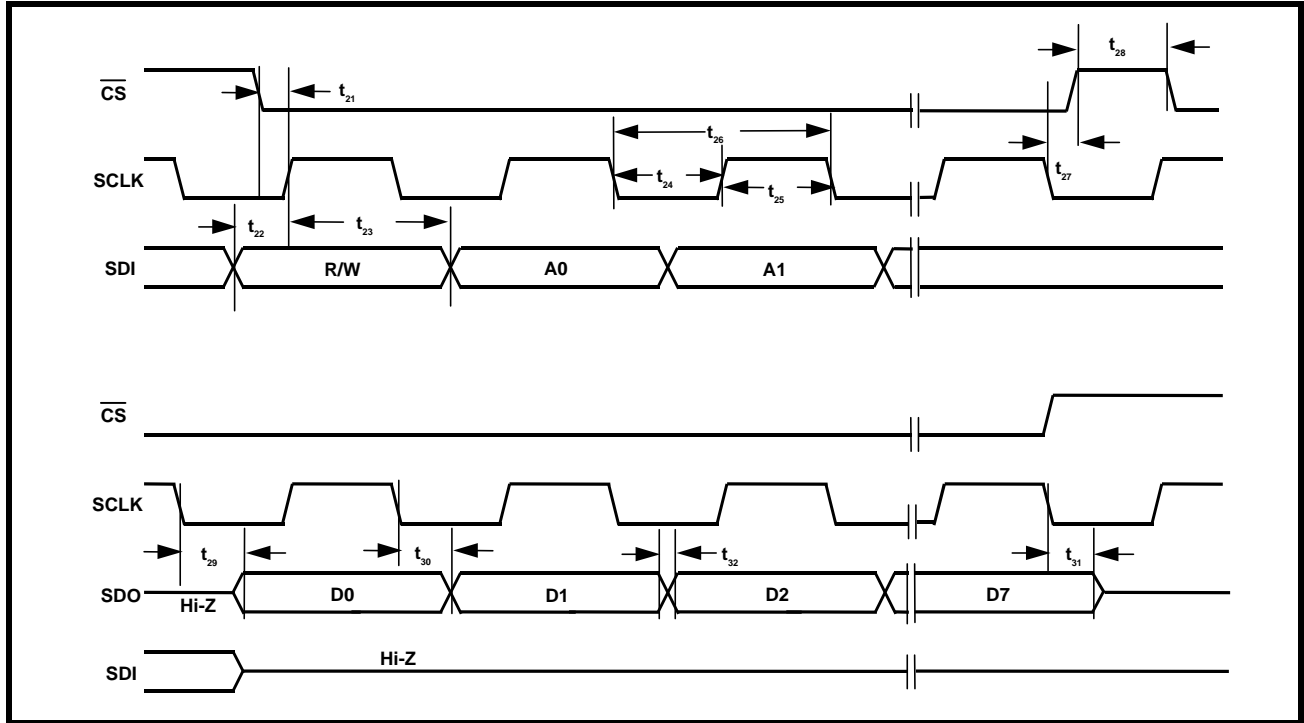 t28
CS
t21
t26
SCLK
t24
t25
t27
t22
t23
SDI
R/W
A0
A1
CS
SCLK
t29
t30
t32
t31
SDO
Hi-Z
D0
D1
D2
D7
SDI
Hi-Z